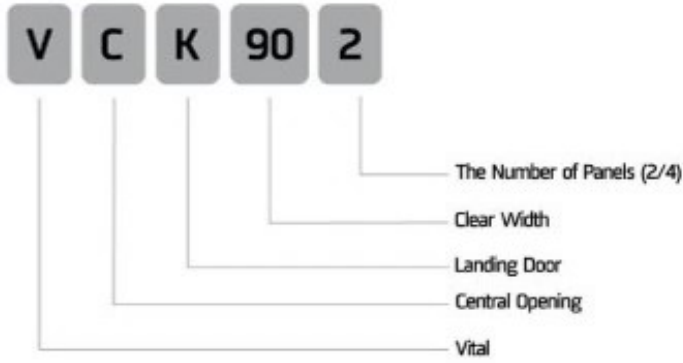 V C K 90 2
The Number of Panels (2/4)
Clear Width
Landing Door
Central Opening
Vital